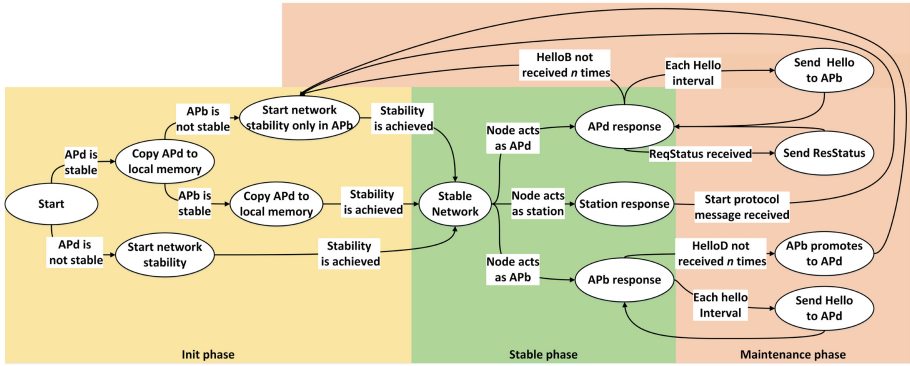 HelloB not
received n times
Each Hello
interval
Send Hello
to APb
APb is
not stable
Start network
stability only in APb
Stability
is achieved
Node acts
as APd
APd response
APd is
stable
Copy APd to
local memory
ReqStatus received
Send ResStatus
Start
APb is
stable
Copy APd to
local memory
Stability
is achieved
Stable
Network
Node acts
as station
Station response
Start protocol
message received
APd is
not stable
Start network
stability
Stability
is achieved
Node acts
as APb
APb response
HelloD not
received n times
APb promotes
to APd
Each hello
Interval
Send Hello
to APd
Init phase
Stable phase
Maintenance phase